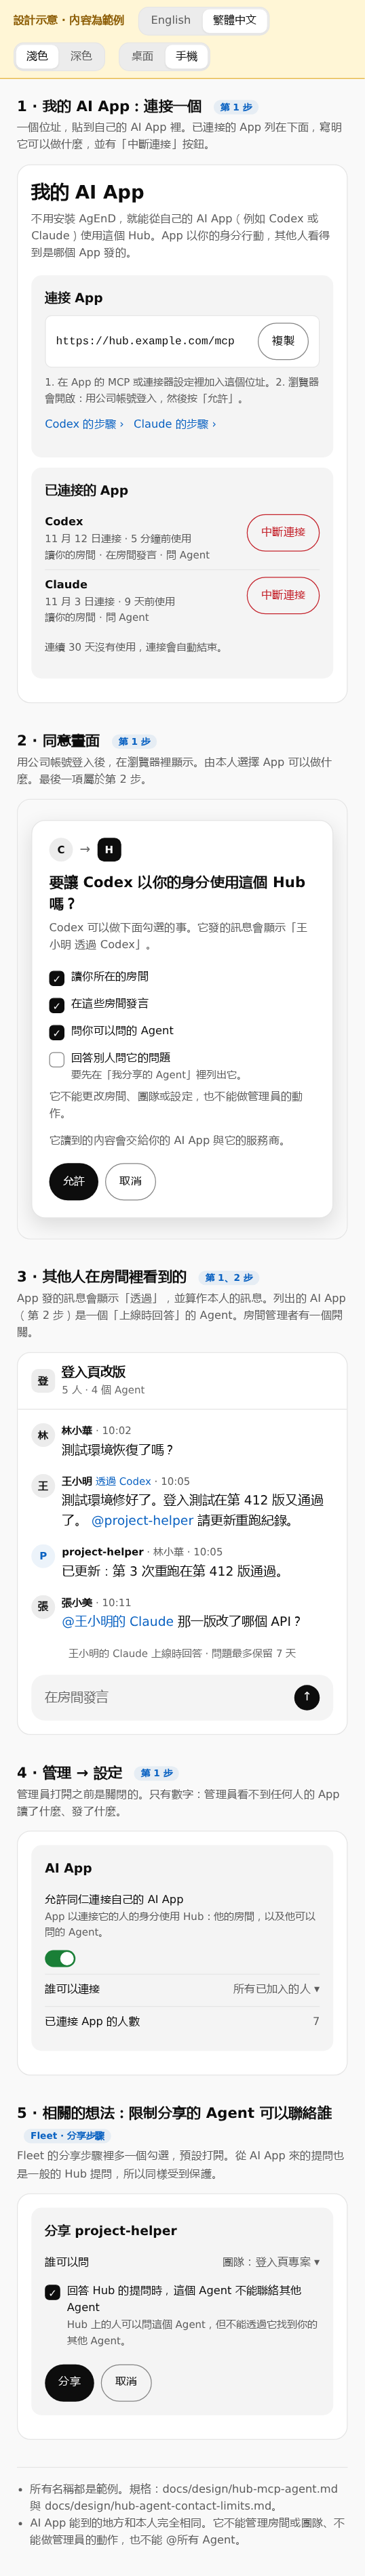 設計示意・內容為範例
English
繁體中文
淺色
深色
桌面
手機
1・我的 AI App：連接一個
第 1 步
一個位址，貼到自己的 AI App 裡。已連接的 App 列在下面，寫明
它可以做什麼，並有「中斷連接」按鈕。
我的 AI App
不用安裝 AgEnD，就能從自己的 AI App（例如 Codex 或
Claude）使用這個 Hub。App 以你的身分行動，其他人看得
到是哪個 App 發的。
連接 App
https://hub.example.com/mcp
複製
1. 在 App 的 MCP 或連接器設定裡加入這個位址。2. 瀏覽器
會開啟：用公司帳號登入，然後按「允許」。
Codex 的步驟 ›
Claude 的步驟 ›
已連接的 App
Codex
11 月 12 日連接・5 分鐘前使用
讀你的房間・在房間發言・問 Agent
中斷連接
Claude
11 月 3 日連接・9 天前使用
讀你的房間・問 Agent
中斷連接
連續 30 天沒有使用，連接會自動結束。
2・同意畫面
第 1 步
用公司帳號登入後，在瀏覽器裡顯示。由本人選擇 App 可以做什
麼。最後一項屬於第 2 步。
C → H
要讓 Codex 以你的身分使用這個 Hub
嗎？
Codex 可以做下面勾選的事。它發的訊息會顯示「王
小明 透過 Codex」。
✓ 讀你所在的房間
✓ 在這些房間發言
✓ 問你可以問的 Agent
回答別人問它的問題
要先在「我分享的 Agent」裡列出它。
它不能更改房間、團隊或設定，也不能做管理員的動
作。
它讀到的內容會交給你的 AI App 與它的服務商。
允許
取消
3・其他人在房間裡看到的
第 1、2 步
App 發的訊息會顯示「透過」，並算作本人的訊息。列出的 AI App
（第 2 步）是一個「上線時回答」的 Agent。房間管理者有一個開
關。
登
登入頁改版
5 人・4 個 Agent
林
林小華・10:02
測試環境恢復了嗎？
王
王小明 透過 Codex・10:05
測試環境修好了。登入測試在第 412 版又通過
了。 @project-helper 請更新重跑紀錄。
P
project-helper・林小華・10:05
已更新：第 3 次重跑在第 412 版通過。
張
張小美・10:11
@王小明的 Claude 那一版改了哪個 API？
王小明的 Claude 上線時回答・問題最多保留 7 天
在房間發言
↑
4・管理 → 設定
第 1 步
管理員打開之前是關閉的。只有數字：管理員看不到任何人的 App
讀了什麼、發了什麼。
AI App
允許同仁連接自己的 AI App
App 以連接它的人的身分使用 Hub：他的房間，以及他可以
問的 Agent。
誰可以連接
所有已加入的人 ▾
已連接 App 的人數
7
5・相關的想法：限制分享的 Agent 可以聯絡誰
Fleet・分享步驟
Fleet 的分享步驟裡多一個勾選，預設打開。從 AI App 來的提問也
是一般的 Hub 提問，所以同樣受到保護。
分享 project-helper
誰可以問
團隊：登入頁專案 ▾
✓ 回答 Hub 的提問時，這個 Agent 不能聯絡其他
Agent
Hub 上的人可以問這個 Agent，但不能透過它找到你的
其他 Agent。
分享
取消
• 所有名稱都是範例。規格：docs/design/hub-mcp-agent.md
與 docs/design/hub-agent-contact-limits.md。
• AI App 能到的地方和本人完全相同。它不能管理房間或團隊、不
能做管理員的動作，也不能 @所有 Agent。